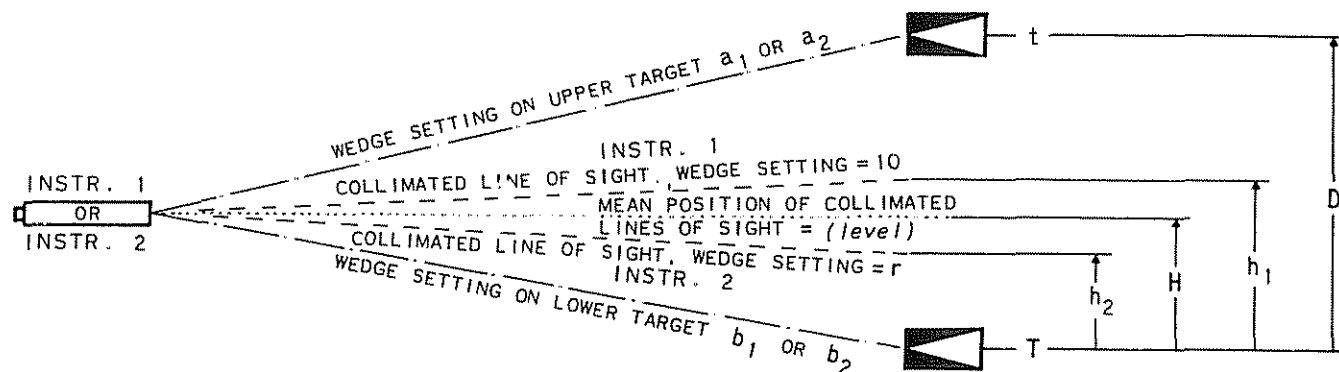 t
WEDGE SETTING ON UPPER TARGET a1 OR a2
D
INSTR. 1
COLLIMATED LINE OF SIGHT, WEDGE SETTING = 10
INSTR. 1
OR
INSTR. 2
MEAN POSITION OF COLLIMATED
LINES OF SIGHT = (level)
COLLIMATED LINE OF SIGHT, WEDGE SETTING = r
INSTR. 2
h1
H
h2
WEDGE SETTING ON LOWER TARGET b1 OR b2
T